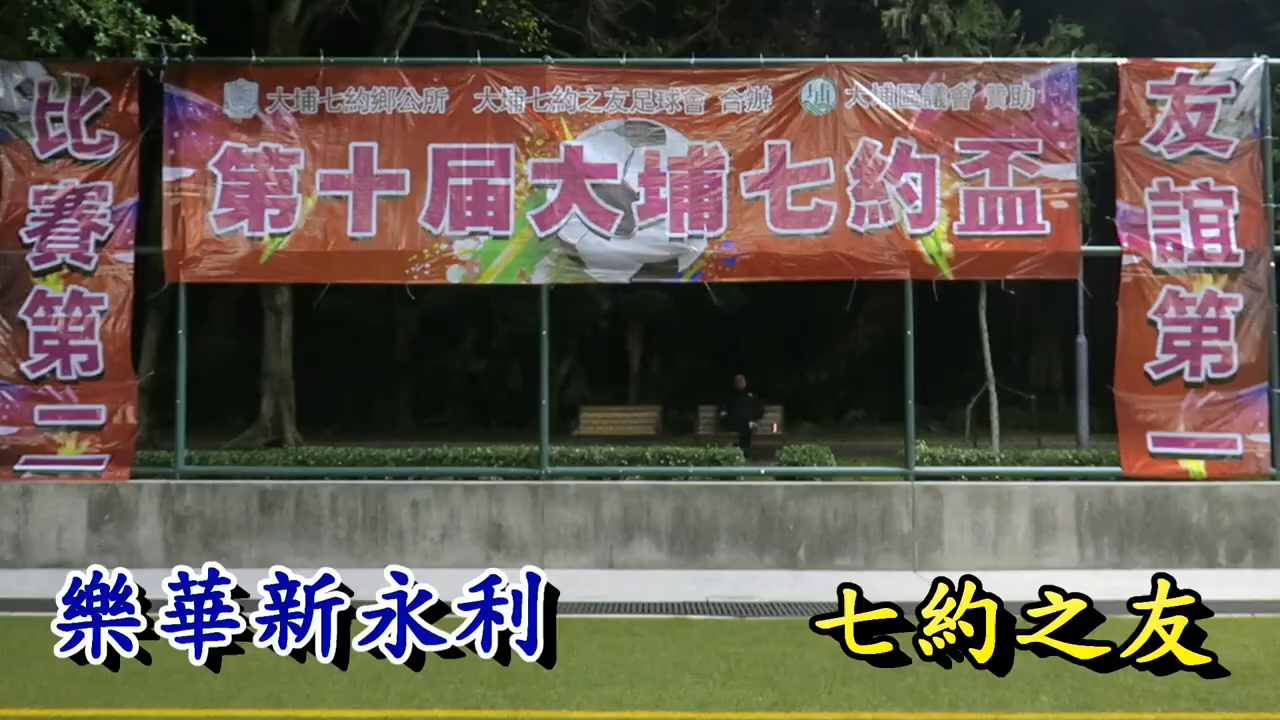 大埔七約鄉公所 大埔七約之友足球會 合辦 大埔區議會 贊助
第十届大埔七約盃
比賽第二
友誼第一
樂華新永利
七約之友